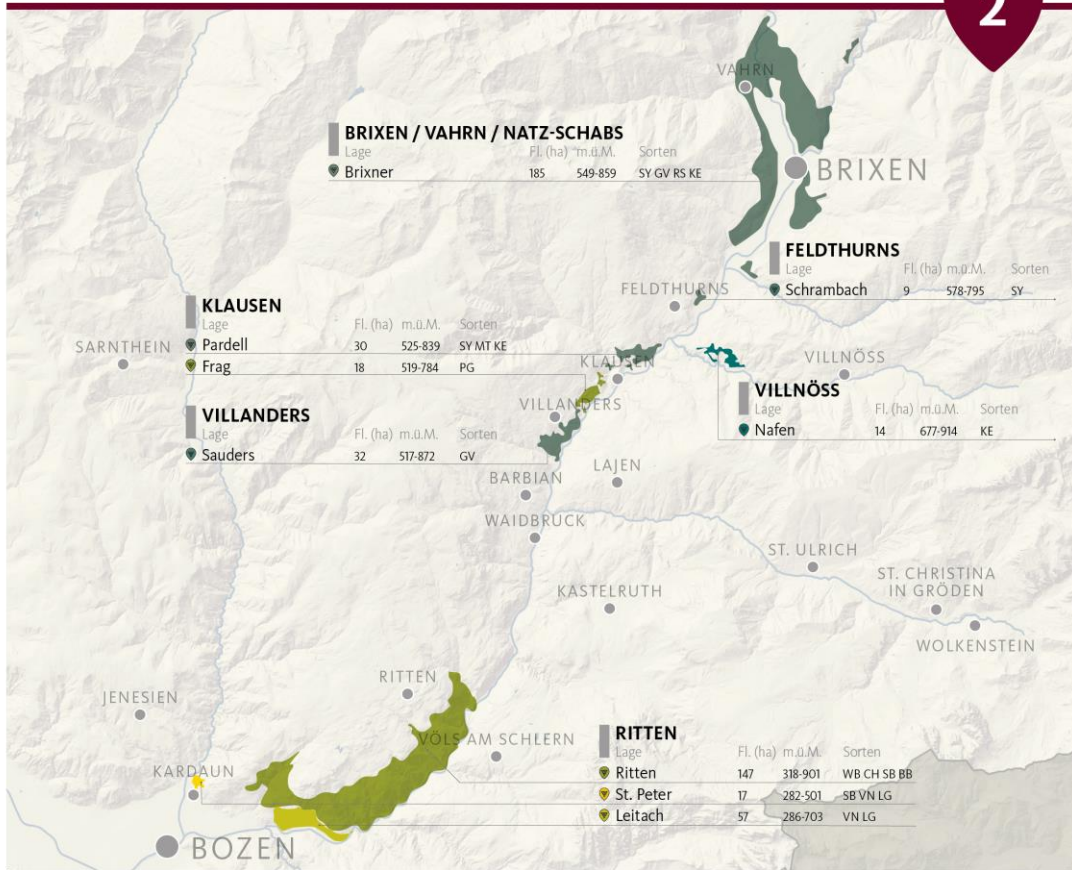 2
VAHRN
BRIXEN / VAHRN / NATZ-SCHABS
Lage Fl. (ha) m.ü.M. Sorten
Brixner 185 549-859 SY GV RS KE
BRIXEN
FELDTHURNS
Lage Fl. (ha) m.ü.M. Sorten
Schrambach 9 578-795 SY
FELDTHURNS
KLAUSEN
Lage Fl. (ha) m.ü.M. Sorten
Pardell 30 525-839 SY MT KE
Frag 18 519-784 PG
SARNTHEIN
KLAUSEN
VILLNÖSS
VILLNÖSS
Lage Fl. (ha) m.ü.M. Sorten
Nafen 14 677-914 KE
VILLANDERS
VILLANDERS
Lage Fl. (ha) m.ü.M. Sorten
Sauders 32 517-872 GV
BARBIAN
LAJEN
WAIDBRUCK
ST. ULRICH
ST. CHRISTINA
IN GRÖDEN
KASTELRUTH
WOLKENSTEIN
RITTEN
JENESIEN
VÖLS AM SCHLERN
KARDAUN
RITTEN
Lage Fl. (ha) m.ü.M. Sorten
Ritten 147 318-901 WB CH SB BB
St. Peter 17 282-501 SB VN LG
Leitach 57 286-703 VN LG
BOZEN